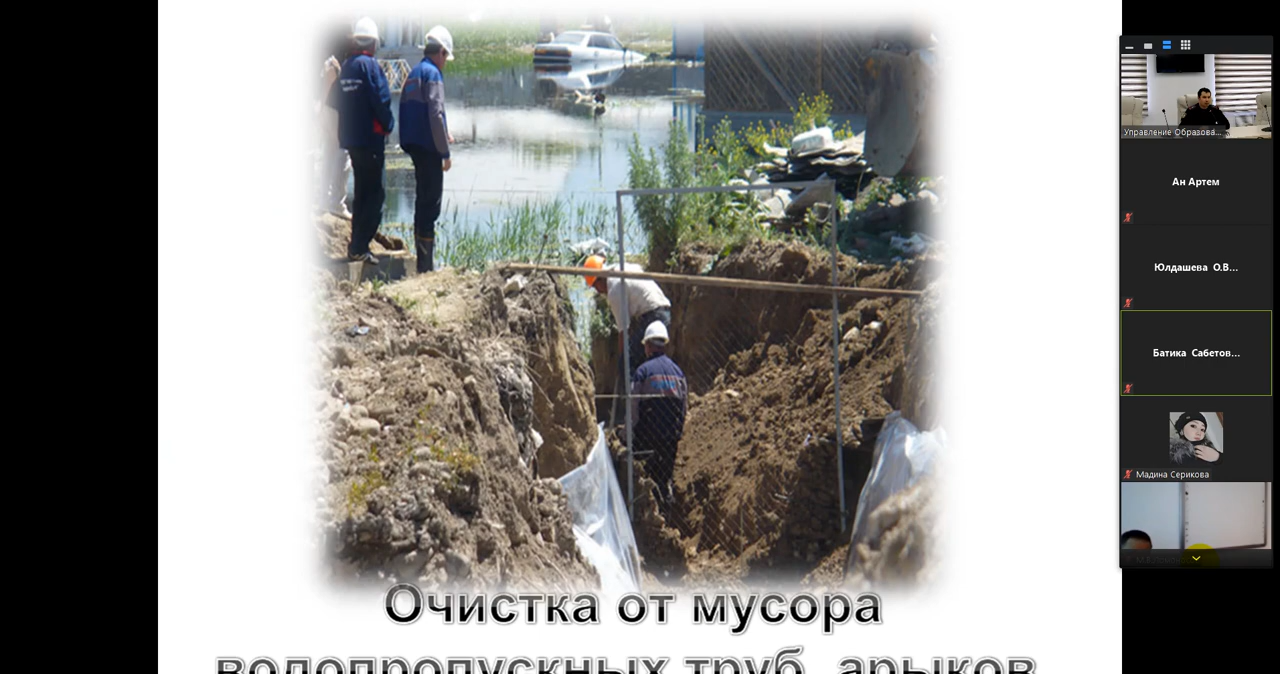 Очистка от мусора
водопропускных труб, арыков
Управление Образова...
Ан Артем
Юлдашева О.В...
Батика Сабетов...
Мадина Серикова